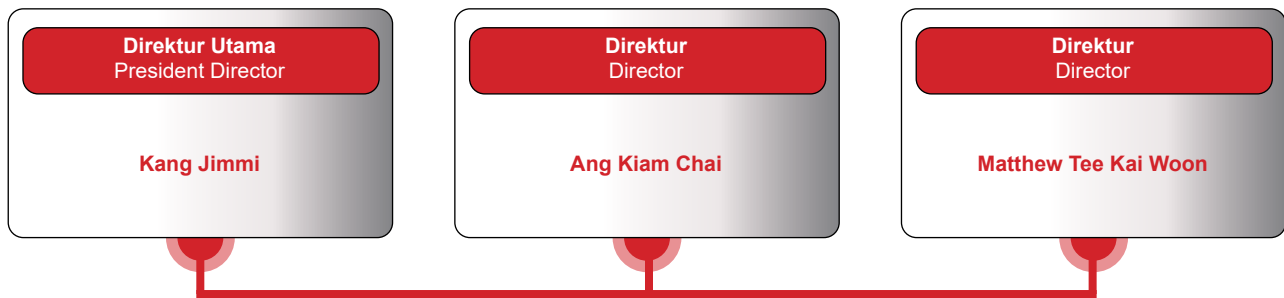 Direktur Utama
President Director
Kang Jimmi
Direktur
Director
Ang Kiam Chai
Direktur
Director
Matthew Tee Kai Woon